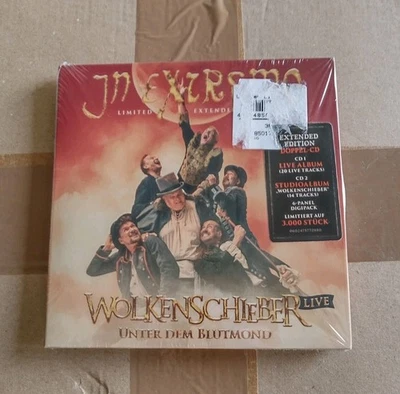 IN EXTREMO
LIMITED EXTENDED
EXTENDED
EDITION
DOPPEL-CD
CD 1
LIVE ALBUM
(20 LIVE TRACKS)
CD 2
STUDIOALBUM
„WOLKENSCHIEBER"
(14 TRACKS)
6-PANEL
DIGIPACK
LIMITIERT AUF
3.000 STÜCK
WOLKENSCHIEBER LIVE
UNTER DEM BLUTMOND